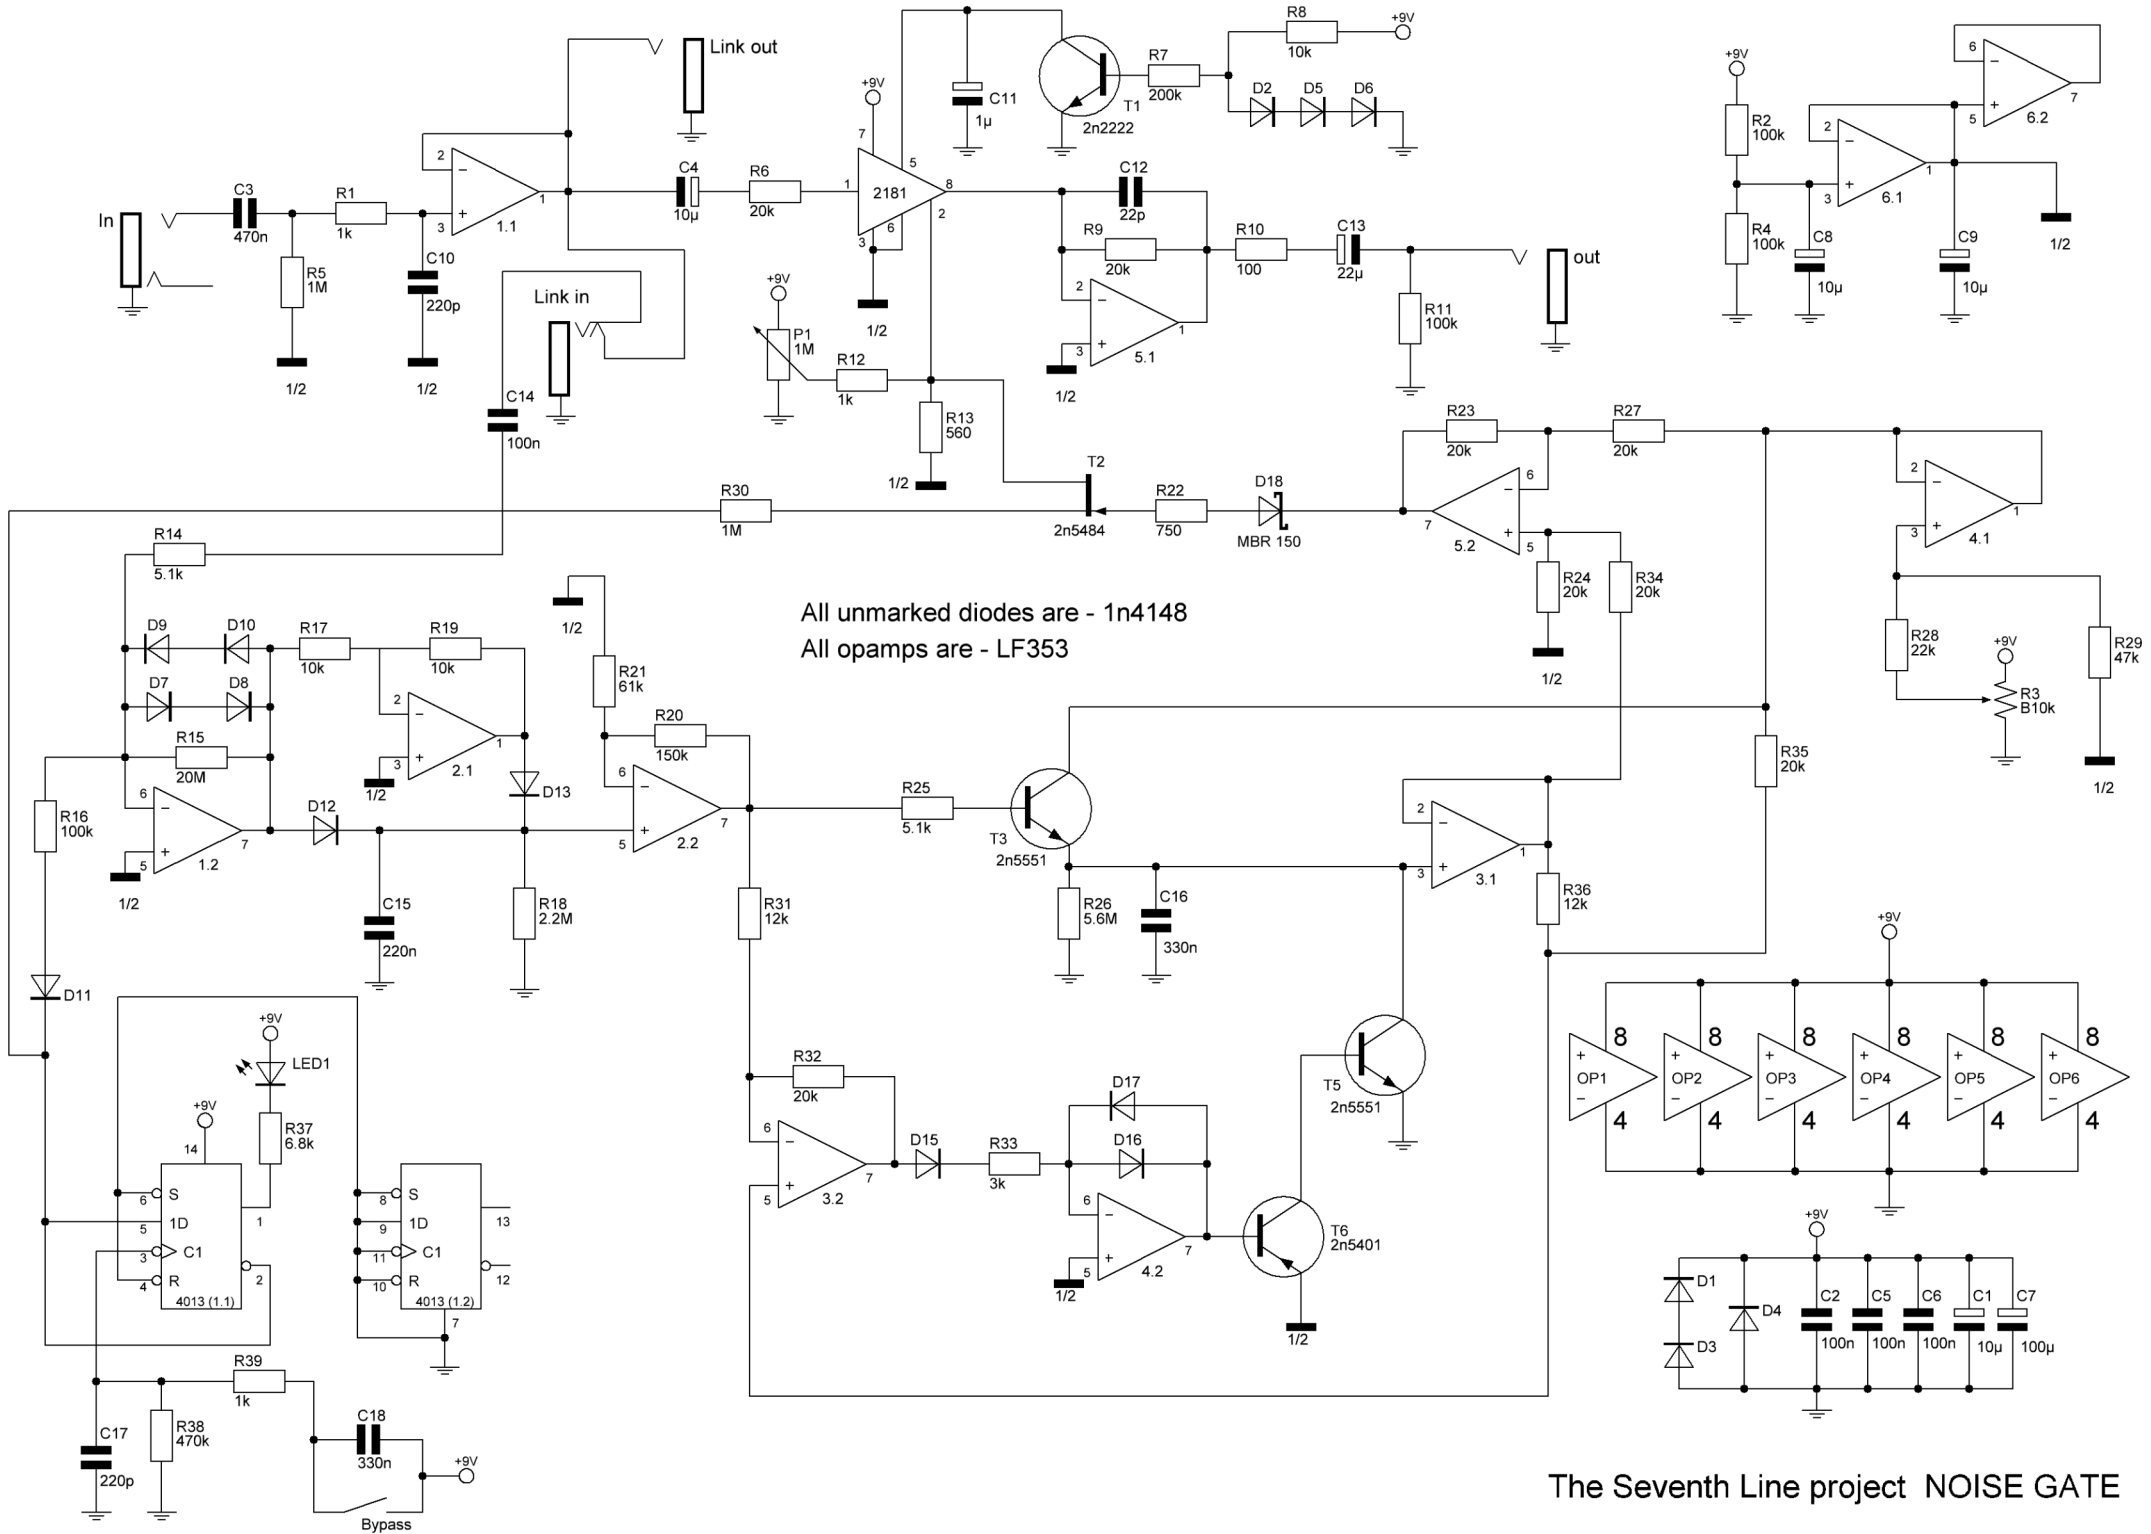 Link out
In
C3
470n
R1
1k
R5
1M
1/2
C10
220p
1/2
2
3
1
1.1
C4
10µ
R6
20k
+9V
7
1
2181
5
8
2
6
3
1/2
C11
1µ
T1
2n2222
R7
200k
R8
10k
+9V
D2
D5
D6
C12
22p
R9
20k
2
3
1
5.1
1/2
R10
100
C13
22µ
R11
100k
out
+9V
R2
100k
R4
100k
C8
10µ
2
3
1
6.1
6
5
7
6.2
C9
10µ
1/2
Link in
C14
100n
+9V
P1
1M
R12
1k
R13
560
1/2
R30
1M
T2
2n5484
R22
750
D18
MBR 150
R23
20k
R27
20k
6
5
7
5.2
R24
20k
R34
20k
1/2
2
3
1
4.1
R28
22k
+9V
R3
B10k
R29
47k
1/2
R14
5.1k
D9
D10
D7
D8
R15
20M
R16
100k
6
5
7
1.2
1/2
R17
10k
R19
10k
2
3
1
2.1
1/2
D13
D12
C15
220n
R18
2.2M
1/2
R21
61k
R20
150k
6
5
7
2.2
All unmarked diodes are - 1n4148
All opamps are - LF353
R25
5.1k
T3
2n5551
R26
5.6M
C16
330n
2
3
1
3.1
R35
20k
R36
12k
R31
12k
D11
+9V
LED1
R37
6.8k
+9V
14
6
S
5
1D
3
C1
4
R
1
2
4013 (1.1)
8
S
9
1D
11
C1
10
R
13
12
4013 (1.2)
7
R39
1k
C17
220p
R38
470k
C18
330n
+9V
Bypass
R32
20k
6
5
7
3.2
D15
R33
3k
D17
D16
6
5
7
4.2
1/2
T5
2n5551
T6
2n5401
1/2
+9V
+ OP1 - 8 4
+ OP2 - 8 4
+ OP3 - 8 4
+ OP4 - 8 4
+ OP5 - 8 4
+ OP6 - 8 4
+9V
D1
D3
D4
C2
100n
C5
100n
C6
100n
C1
10µ
C7
100µ
The Seventh Line project NOISE GATE